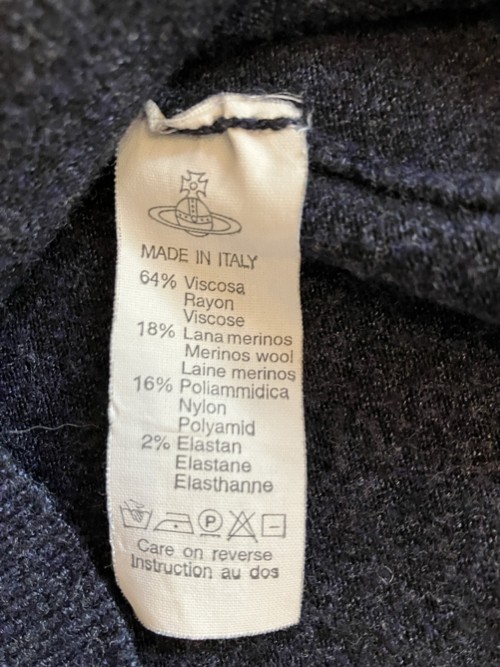 MADE IN ITALY
64% Viscosa
Rayon
Viscose
18% Lana merinos
Merinos wool
Laine merinos
16% Poliammidica
Nylon
Polyamid
2% Elastan
Elastane
Elasthanne
P
Care on reverse
Instruction au dos